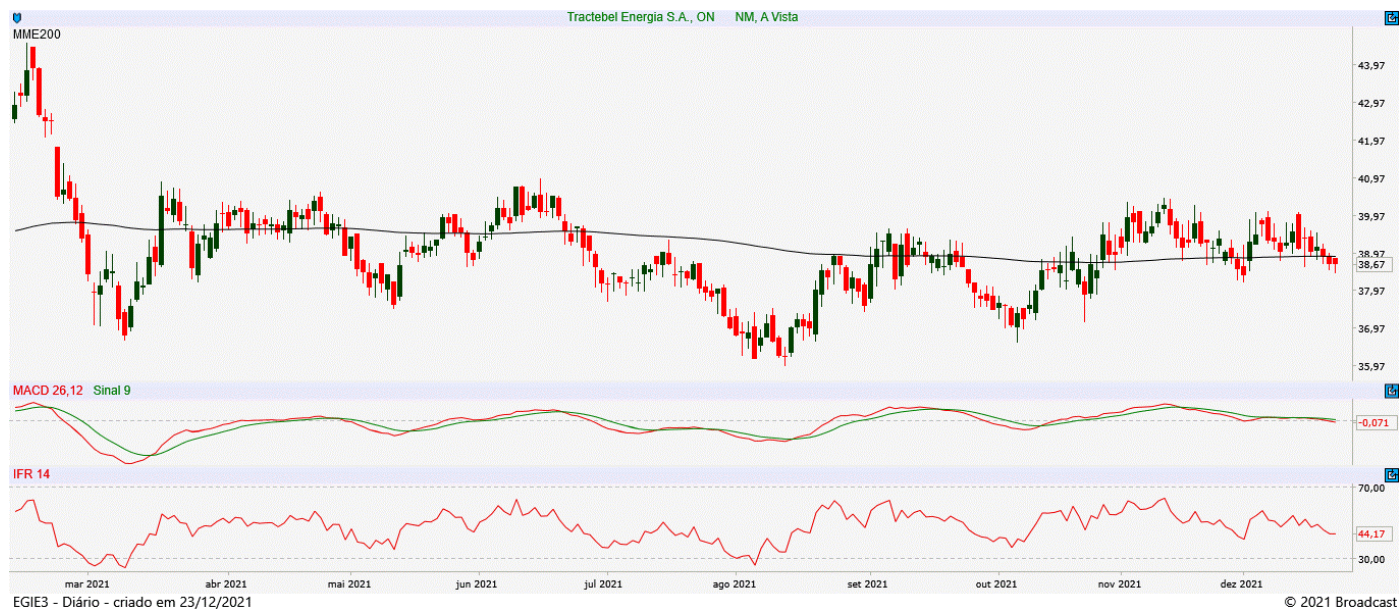 Tractebel Energia S.A., ON NM, A Vista
MME200
43,97
42,97
41,97
40,97
39,97
38,97
38,67
37,97
36,97
35,97
MACD 26,12 Sinal 9
-0,071
IFR 14
70,00
44,17
30,00
mar 2021 abr 2021 mai 2021 jun 2021 jul 2021 ago 2021 set 2021 out 2021 nov 2021 dez 2021
EGIE3 - Diário - criado em 23/12/2021 © 2021 Broadcast